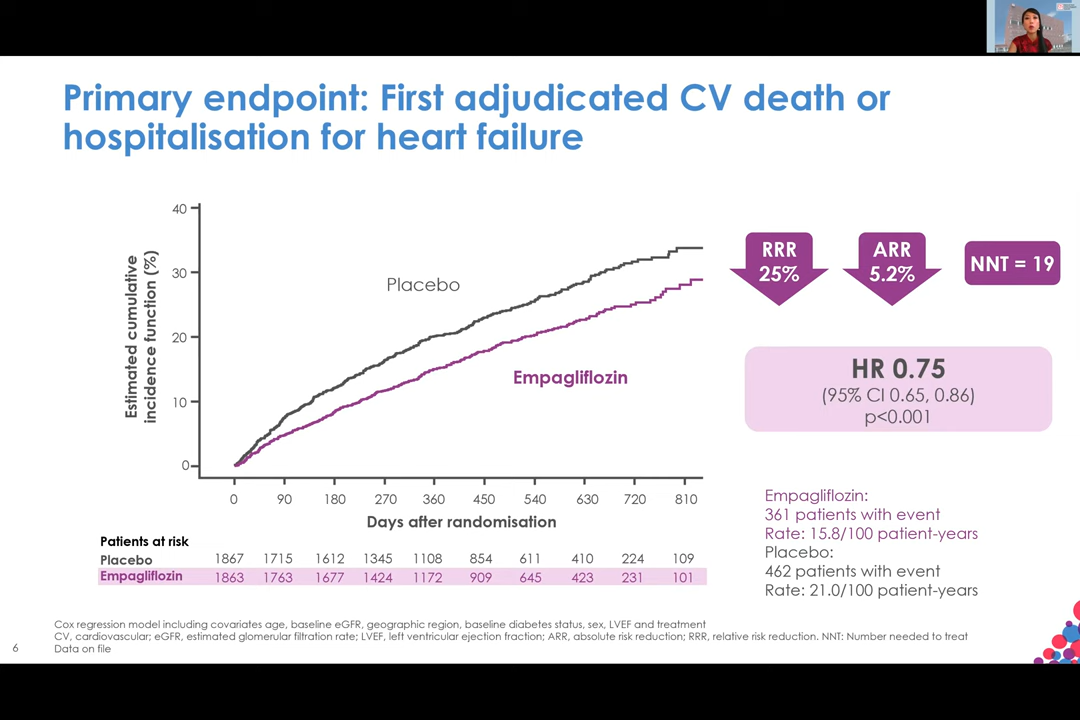 Primary endpoint: First adjudicated CV death or
hospitalisation for heart failure
Estimated cumulative
incidence function (%)
40
30
20
10
0
Placebo
Empagliflozin
0 90 180 270 360 450 540 630 720 810
Days after randomisation
Patients at risk
Placebo 1867 1715 1612 1345 1108 854 611 410 224 109
Empagliflozin 1863 1763 1677 1424 1172 909 645 423 231 101
RRR
25%
ARR
5.2%
NNT = 19
HR 0.75
(95% CI 0.65, 0.86)
p<0.001
Empagliflozin:
361 patients with event
Rate: 15.8/100 patient-years
Placebo:
462 patients with event
Rate: 21.0/100 patient-years
Cox regression model including covariates age, baseline eGFR, geographic region, baseline diabetes status, sex, LVEF and treatment
CV, cardiovascular; eGFR, estimated glomerular filtration rate; LVEF, left ventricular ejection fraction; ARR, absolute risk reduction; RRR, relative risk reduction. NNT: Number needed to treat
Data on file
6